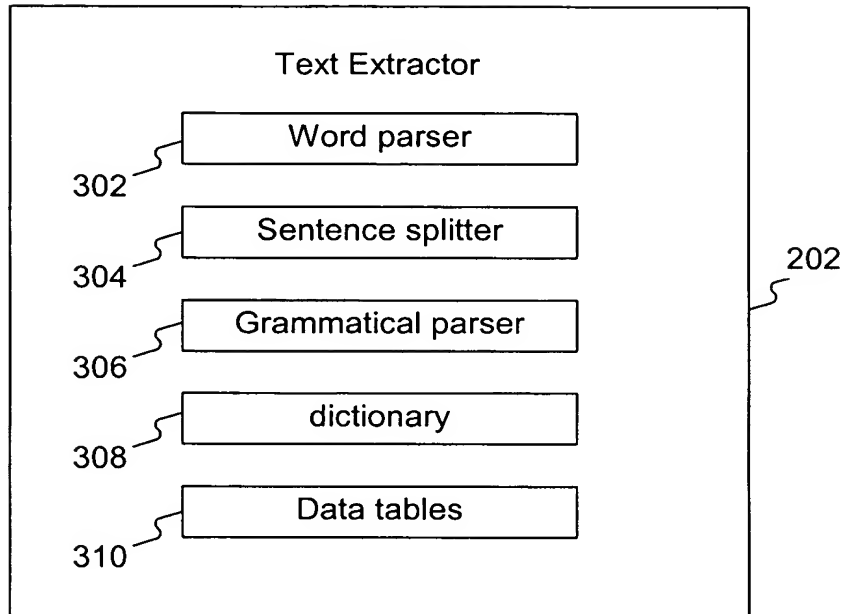 Text Extractor
Word parser
302
Sentence splitter
304
202
Grammatical parser
306
dictionary
308
Data tables
310